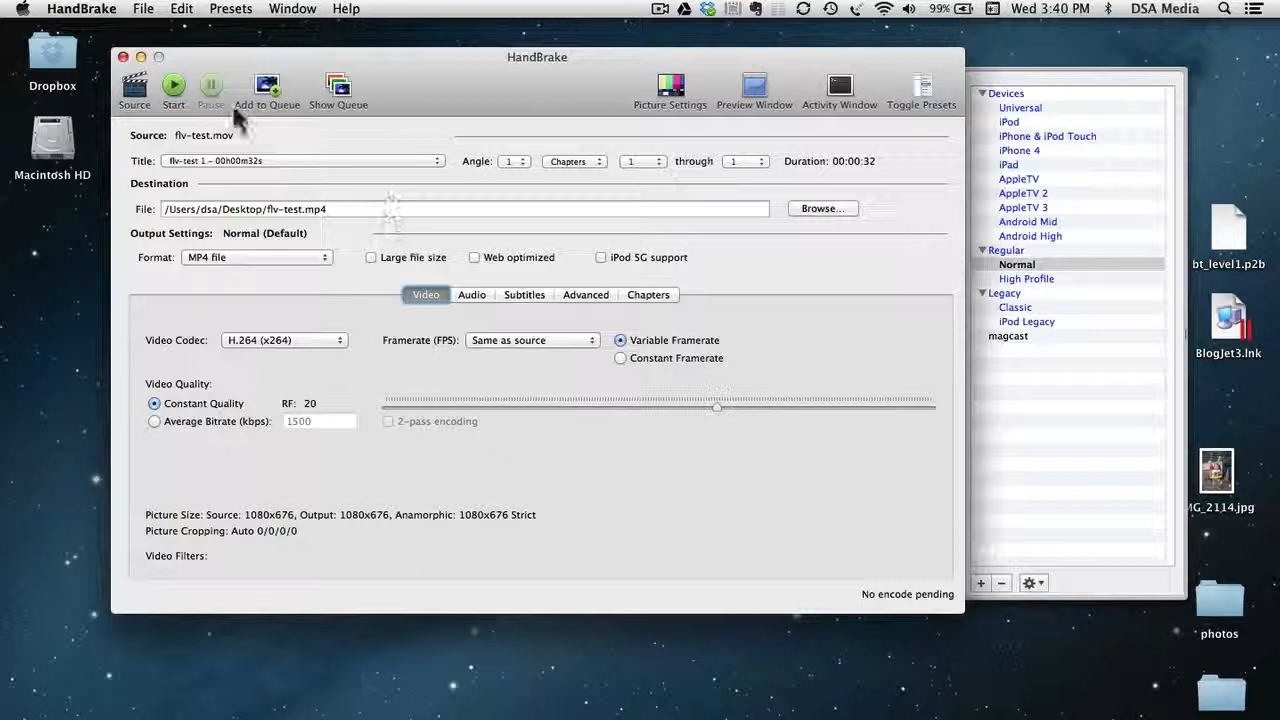 HandBrake File Edit Presets Window Help 99% Wed 3:40 PM DSA Media
HandBrake
Source Start Pause Add to Queue Show Queue Picture Settings Preview Window Activity Window Toggle Presets
Source: flv-test.mov
Title: flv-test 1 - 00h00m32s Angle: 1 Chapters 1 through 1 Duration: 00:00:32
Destination
File: /Users/dsa/Desktop/flv-test.mp4 Browse...
Output Settings: Normal (Default)
Format: MP4 file Large file size Web optimized iPod 5G support
Video Audio Subtitles Advanced Chapters
Video Codec: H.264 (x264) Framerate (FPS): Same as source Variable Framerate
Constant Framerate
Video Quality:
Constant Quality RF: 20
Average Bitrate (kbps): 1500 2-pass encoding
Picture Size: Source: 1080x676, Output: 1080x676, Anamorphic: 1080x676 Strict
Picture Cropping: Auto 0/0/0/0
Video Filters:
No encode pending
Devices
Universal
iPod
iPhone & iPod Touch
iPhone 4
iPad
AppleTV
AppleTV 2
AppleTV 3
Android Mid
Android High
Regular
Normal
High Profile
Legacy
Classic
iPod Legacy
magcast
Dropbox
Macintosh HD
bt_level1.p2b
BlogJet3.lnk
MG_2114.jpg
photos